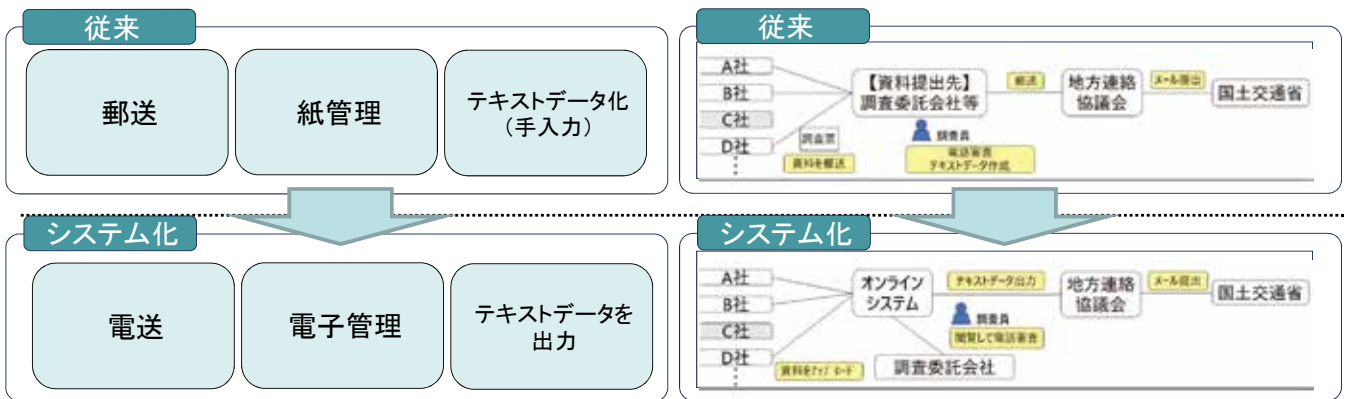 従来
郵送
紙管理
テキストデータ化
（手入力）
従来
A社
B社
C社
D社
調査票
資料を郵送
【資料提出先】
調査委託会社等
調査員
電話審査
テキストデータ作成
郵送
地方連絡
協議会
メール提出
国土交通省
システム化
電送
電子管理
テキストデータを
出力
システム化
A社
B社
C社
D社
資料をアップロード
オンライン
システム
テキストデータ出力
調査員
閲覧して電話審査
調査委託会社
地方連絡
協議会
メール提出
国土交通省